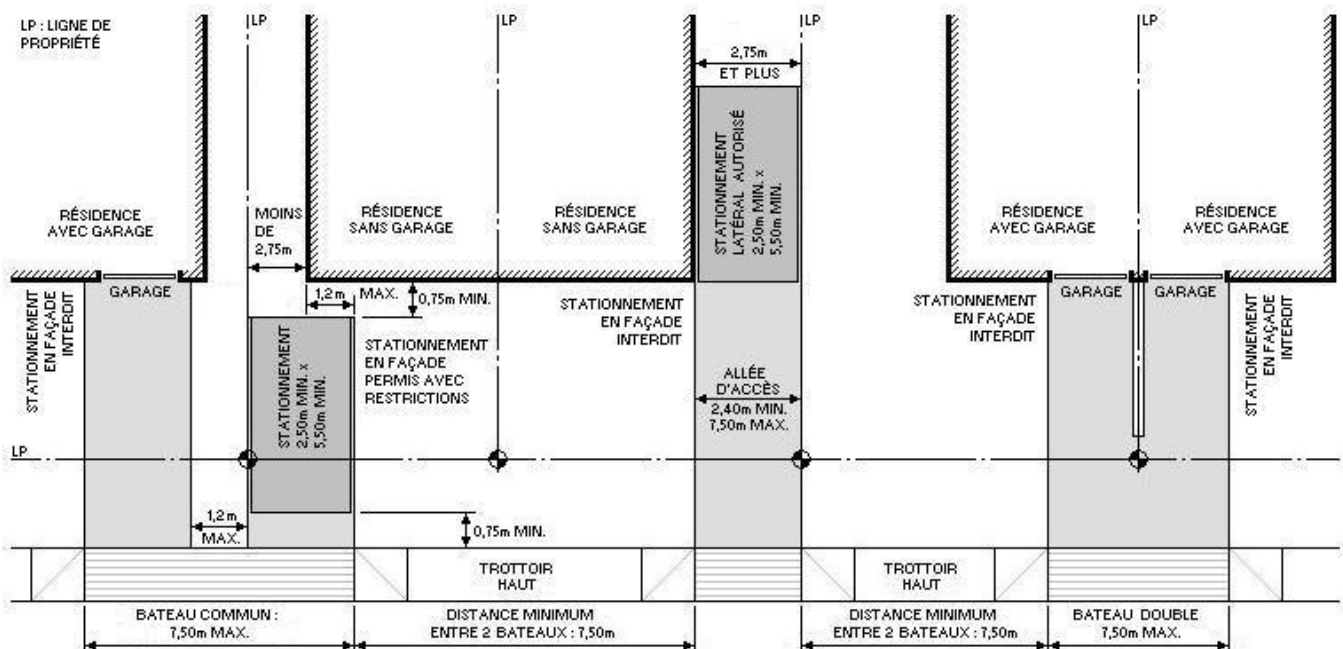 LP : LIGNE DE
PROPRIÉTÉ
LP
LP
LP
2,75m
ET PLUS
STATIONNEMENT
LATÉRAL AUTORISÉ
2,50m MIN. x
5,50m MIN.
RÉSIDENCE
AVEC GARAGE
MOINS
DE
2,75m
RÉSIDENCE
SANS GARAGE
RÉSIDENCE
SANS GARAGE
RÉSIDENCE
AVEC GARAGE
RÉSIDENCE
AVEC GARAGE
GARAGE
1,2m MAX.
0,75m MIN.
GARAGE
GARAGE
STATIONNEMENT
EN FAÇADE
INTERDIT
STATIONNEMENT
2,50m MIN. x
5,50m MIN.
STATIONNEMENT
EN FAÇADE
PERMIS AVEC
RESTRICTIONS
STATIONNEMENT
EN FAÇADE
INTERDIT
ALLÉE
D'ACCÈS
2,40m MIN.
7,50m MAX.
STATIONNEMENT
EN FAÇADE
INTERDIT
STATIONNEMENT
EN FAÇADE
INTERDIT
LP
1,2m
MAX.
0,75m MIN.
TROTTOIR
HAUT
TROTTOIR
HAUT
BATEAU COMMUN :
7,50m MAX.
DISTANCE MINIMUM
ENTRE 2 BATEAUX : 7,50m
DISTANCE MINIMUM
ENTRE 2 BATEAUX : 7,50m
BATEAU DOUBLE
7,50m MAX.